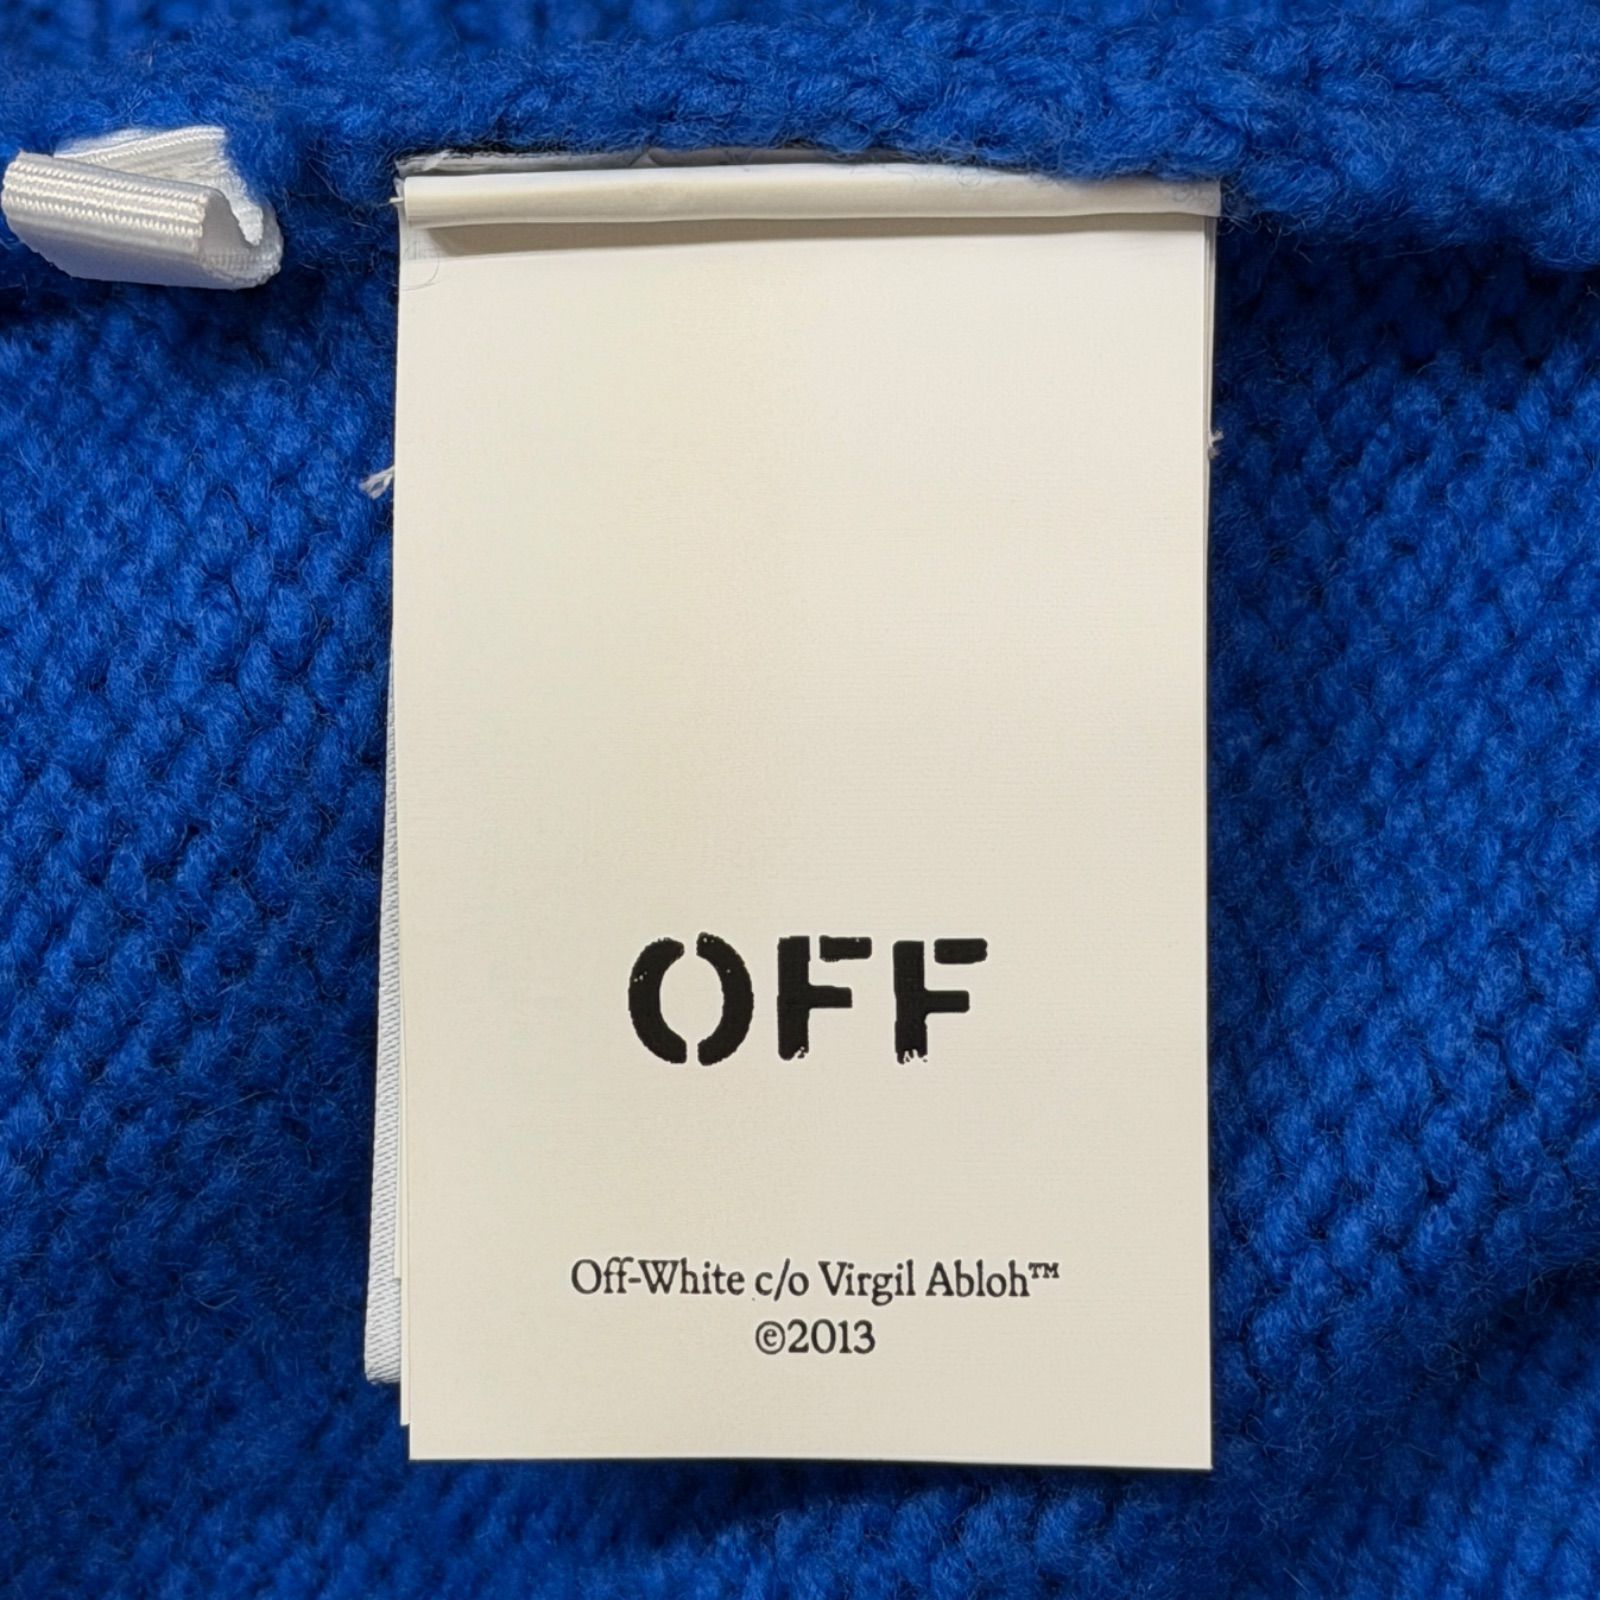 OFF
Off-White c/o Virgil Abloh™
©2013